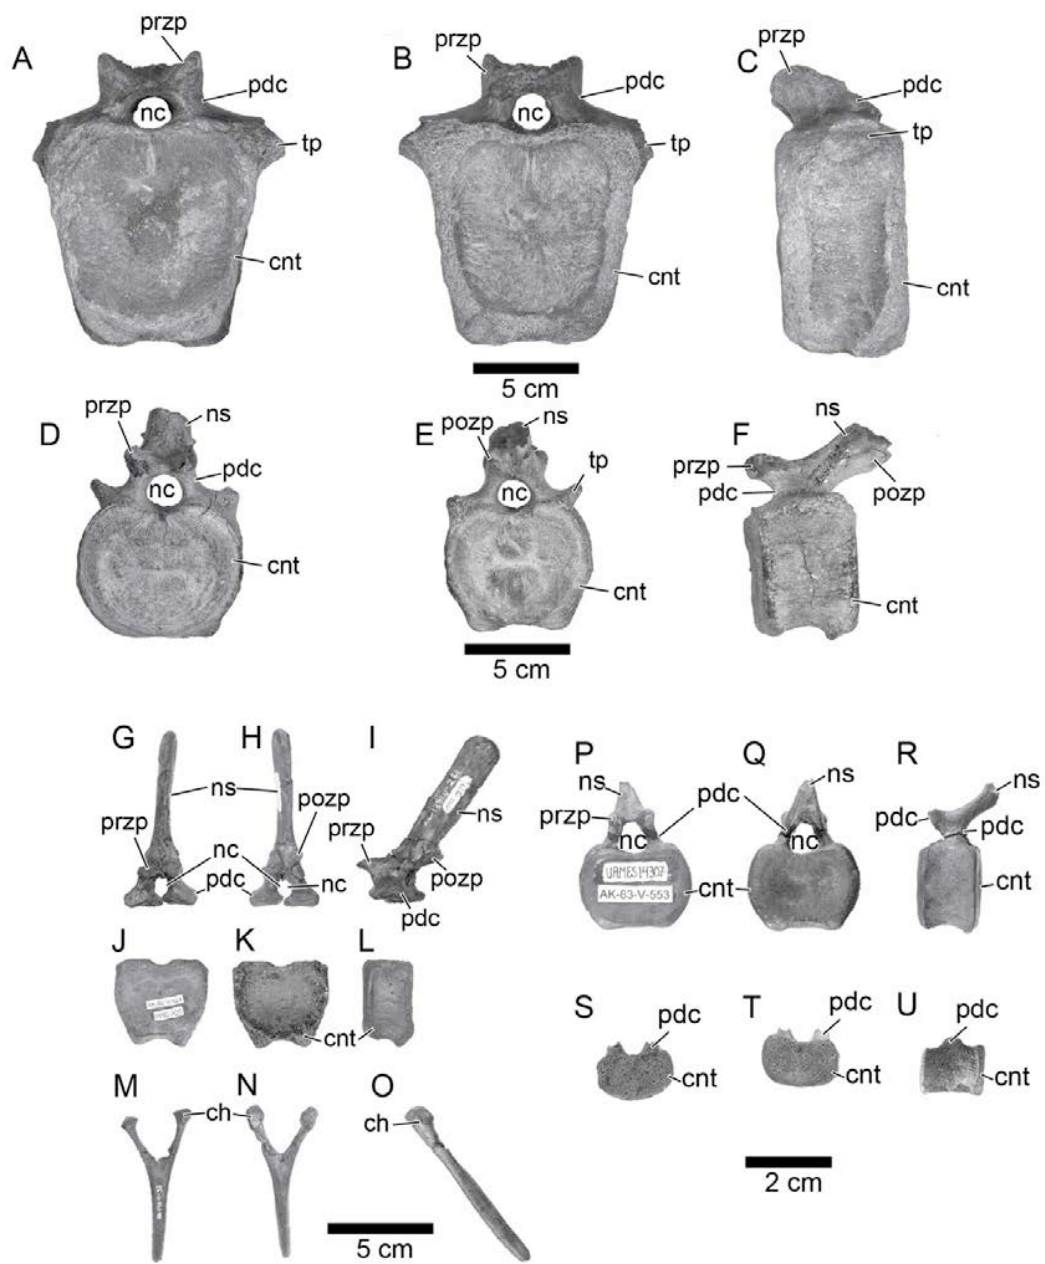 A
przp
pdc
nc
tp
cnt
B
przp
pdc
nc
tp
cnt
C
przp
pdc
tp
cnt
5 cm
D
przp
ns
pdc
nc
cnt
E
pozp
ns
tp
nc
cnt
F
ns
przp
pdc
pozp
cnt
5 cm
G
H
I
ns
pozp
przp
nc
pdc
nc
przp
ns
pozp
pdc
J
K
L
cnt
M
N
O
ch
ch
5 cm
P
Q
R
ns
przp
pdc
nc
UAMES 14307
AK-83-V-553
cnt
ns
nc
ns
pdc
pdc
cnt
S
pdc
cnt
T
pdc
cnt
U
pdc
cnt
2 cm